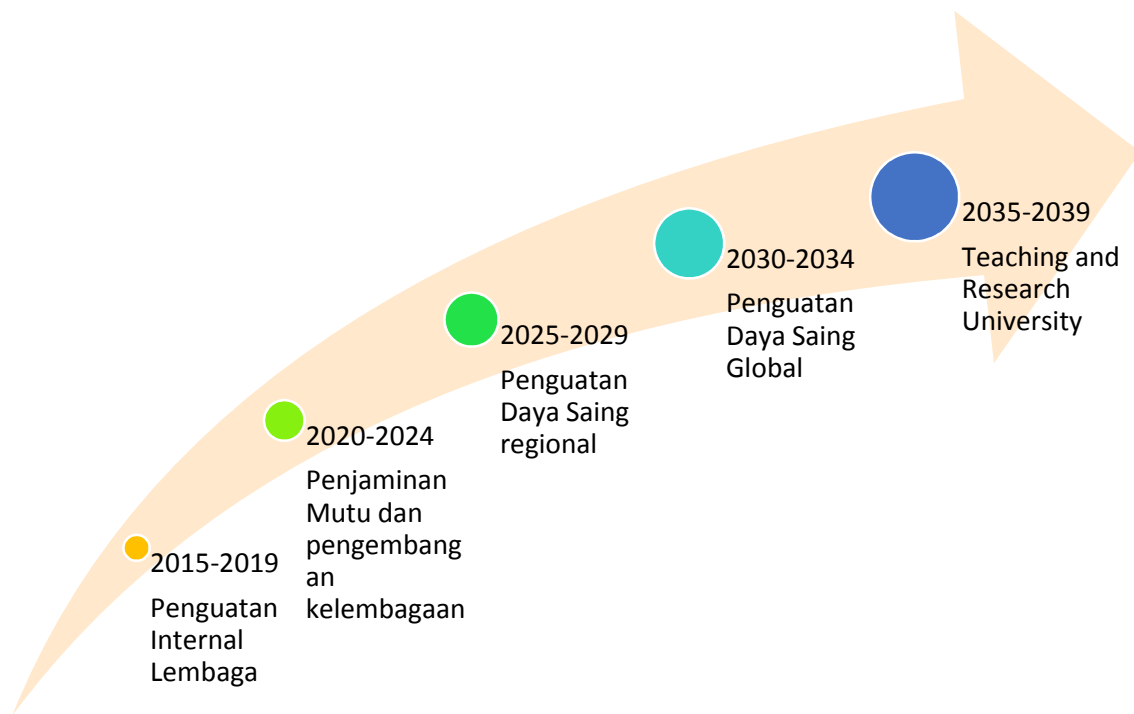 2015-2019
Penguatan
Internal
Lembaga
2020-2024
Penjaminan
Mutu dan
pengembang
an
kelembagaan
2025-2029
Penguatan
Daya Saing
regional
2030-2034
Penguatan
Daya Saing
Global
2035-2039
Teaching and
Research
University